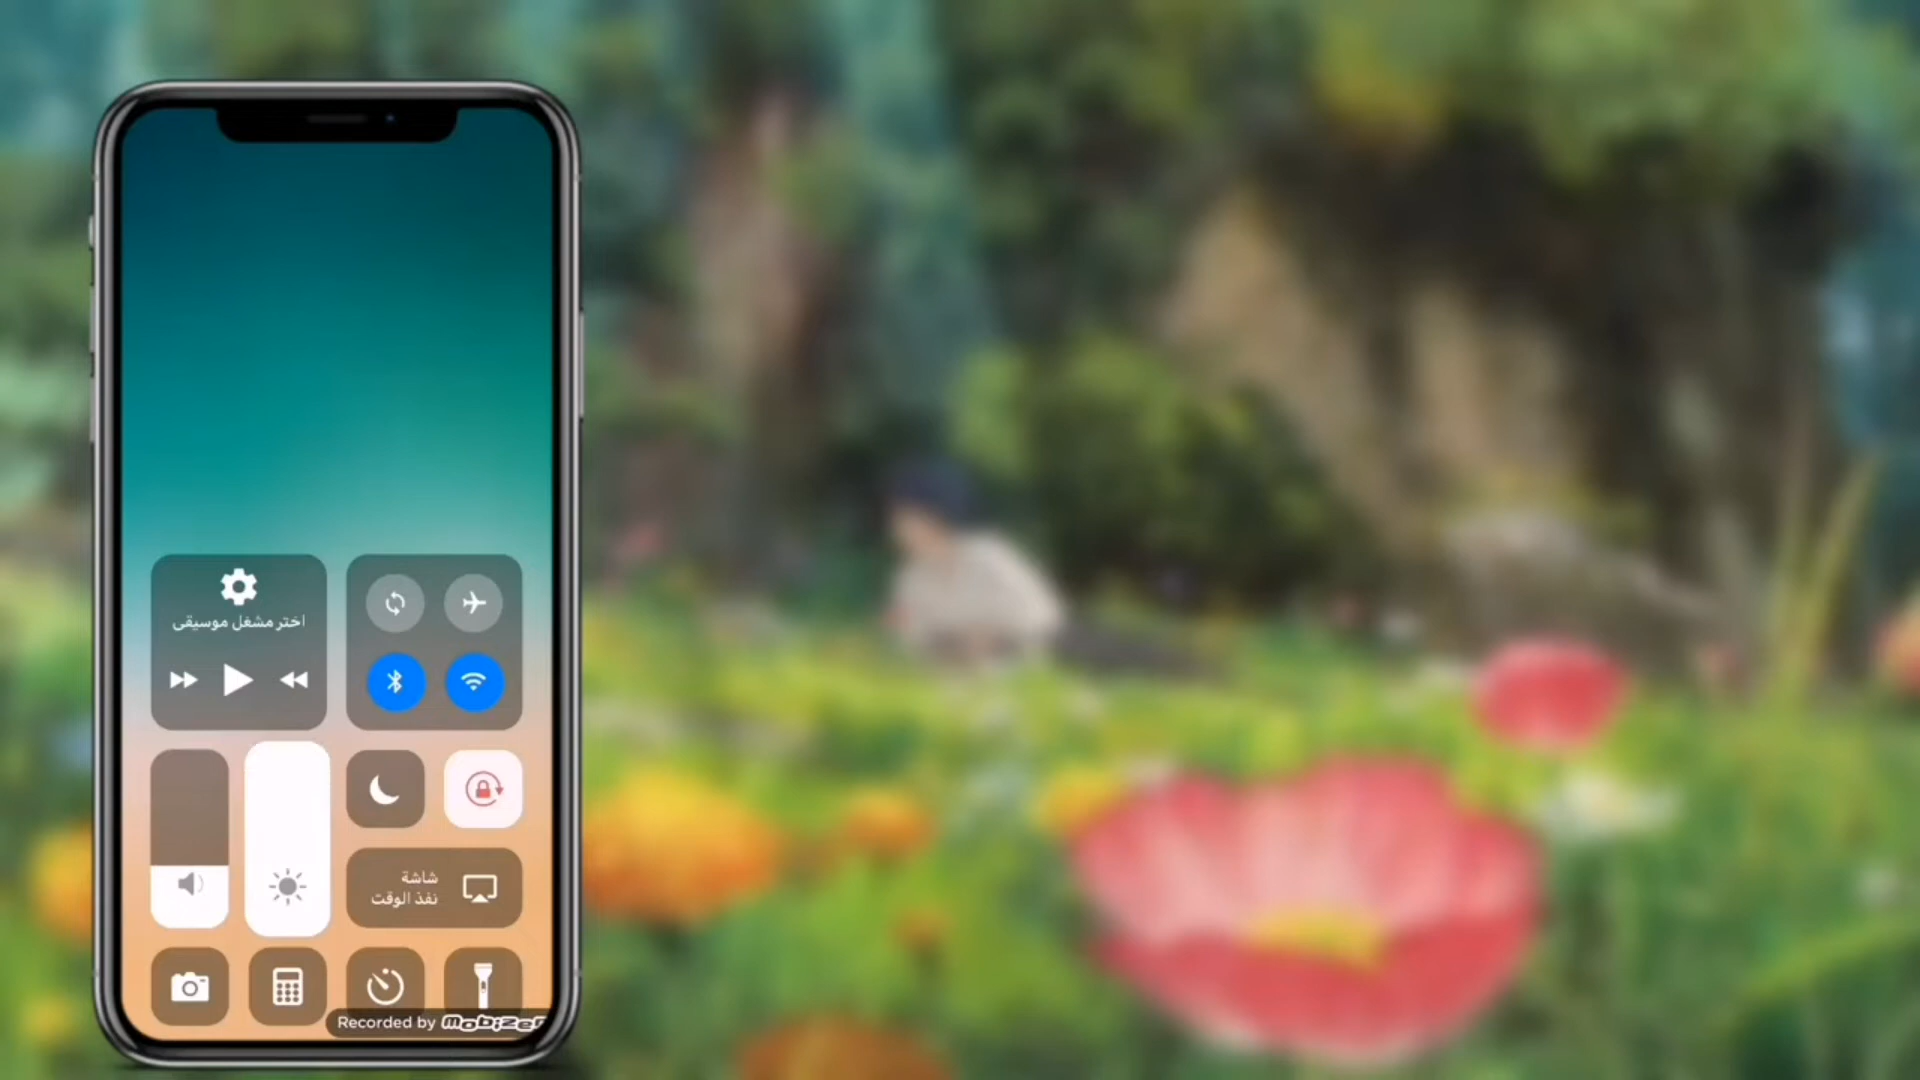 اختر مشغل موسيقى
شاشة
نفذ الوقت
Recorded by mobizen